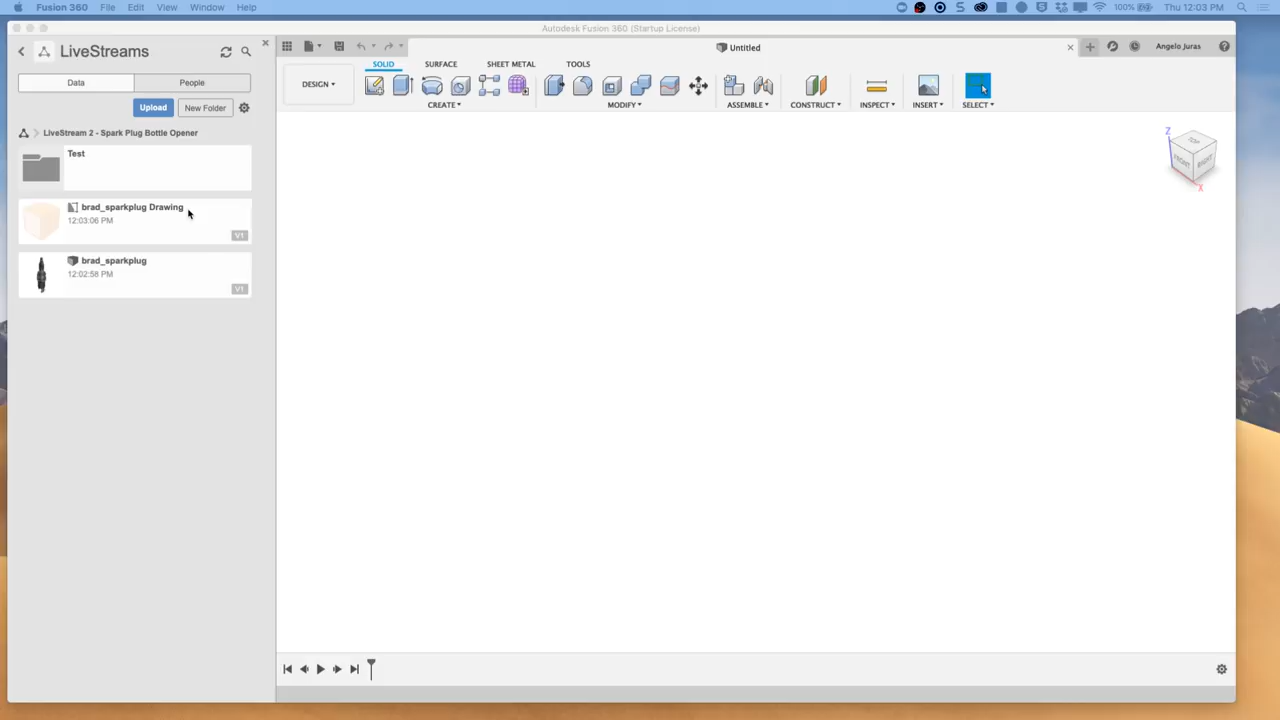 Fusion 360 File Edit View Window Help 100% Thu 12:03 PM
Autodesk Fusion 360 (Startup License)
LiveStreams
Untitled
Angelo Juras
SOLID SURFACE SHEET METAL TOOLS
Data People
DESIGN
Upload New Folder
CREATE MODIFY ASSEMBLE CONSTRUCT INSPECT INSERT SELECT
LiveStream 2 - Spark Plug Bottle Opener
Test
brad_sparkplug Drawing
12:03:06 PM
V1
brad_sparkplug
12:02:58 PM
V1
Z
TOP
FRONT RIGHT
X